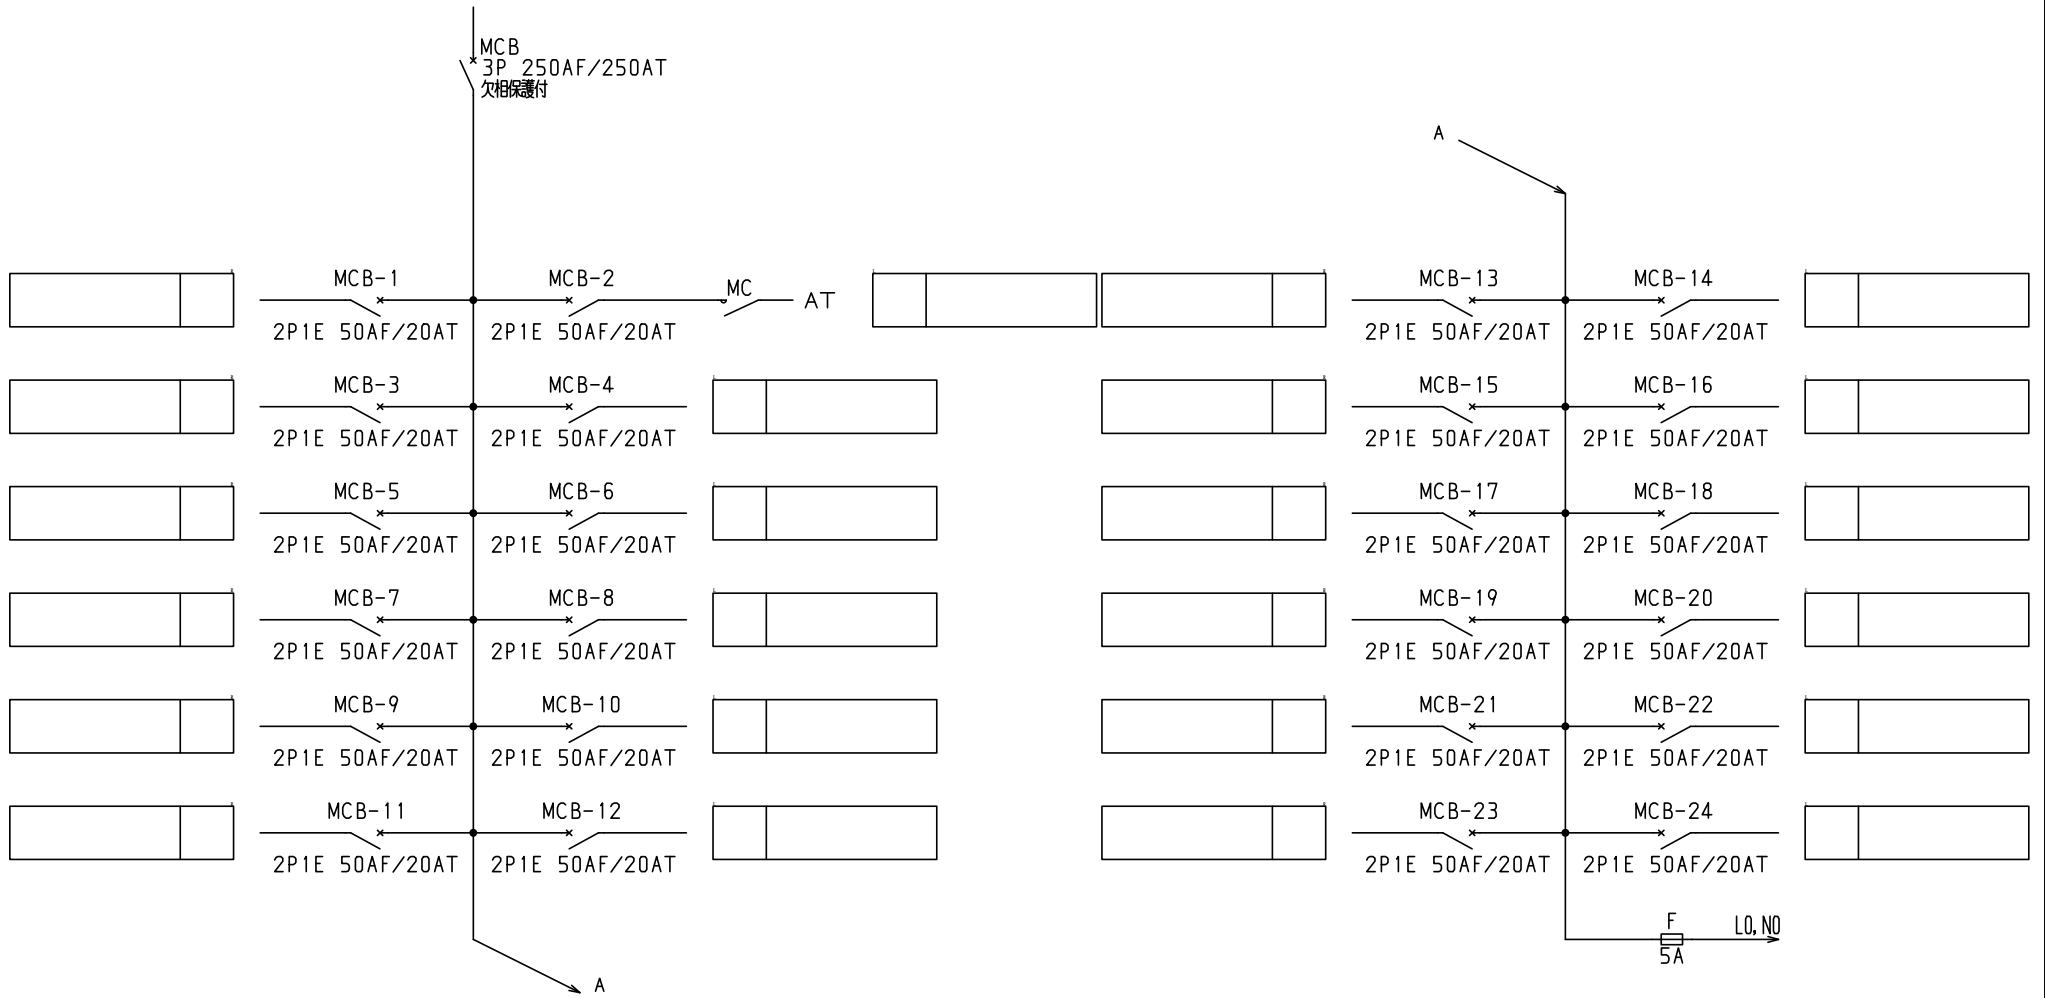 MCB
3P 250AF/250AT
欠相保護付
A
MCB-1 MCB-2 MC AT MCB-13 MCB-14
2P1E 50AF/20AT 2P1E 50AF/20AT 2P1E 50AF/20AT 2P1E 50AF/20AT
MCB-3 MCB-4 MCB-15 MCB-16
2P1E 50AF/20AT 2P1E 50AF/20AT 2P1E 50AF/20AT 2P1E 50AF/20AT
MCB-5 MCB-6 MCB-17 MCB-18
2P1E 50AF/20AT 2P1E 50AF/20AT 2P1E 50AF/20AT 2P1E 50AF/20AT
MCB-7 MCB-8 MCB-19 MCB-20
2P1E 50AF/20AT 2P1E 50AF/20AT 2P1E 50AF/20AT 2P1E 50AF/20AT
MCB-9 MCB-10 MCB-21 MCB-22
2P1E 50AF/20AT 2P1E 50AF/20AT 2P1E 50AF/20AT 2P1E 50AF/20AT
MCB-11 MCB-12 MCB-23 MCB-24
2P1E 50AF/20AT 2P1E 50AF/20AT 2P1E 50AF/20AT 2P1E 50AF/20AT
F L0,N0
5A
A